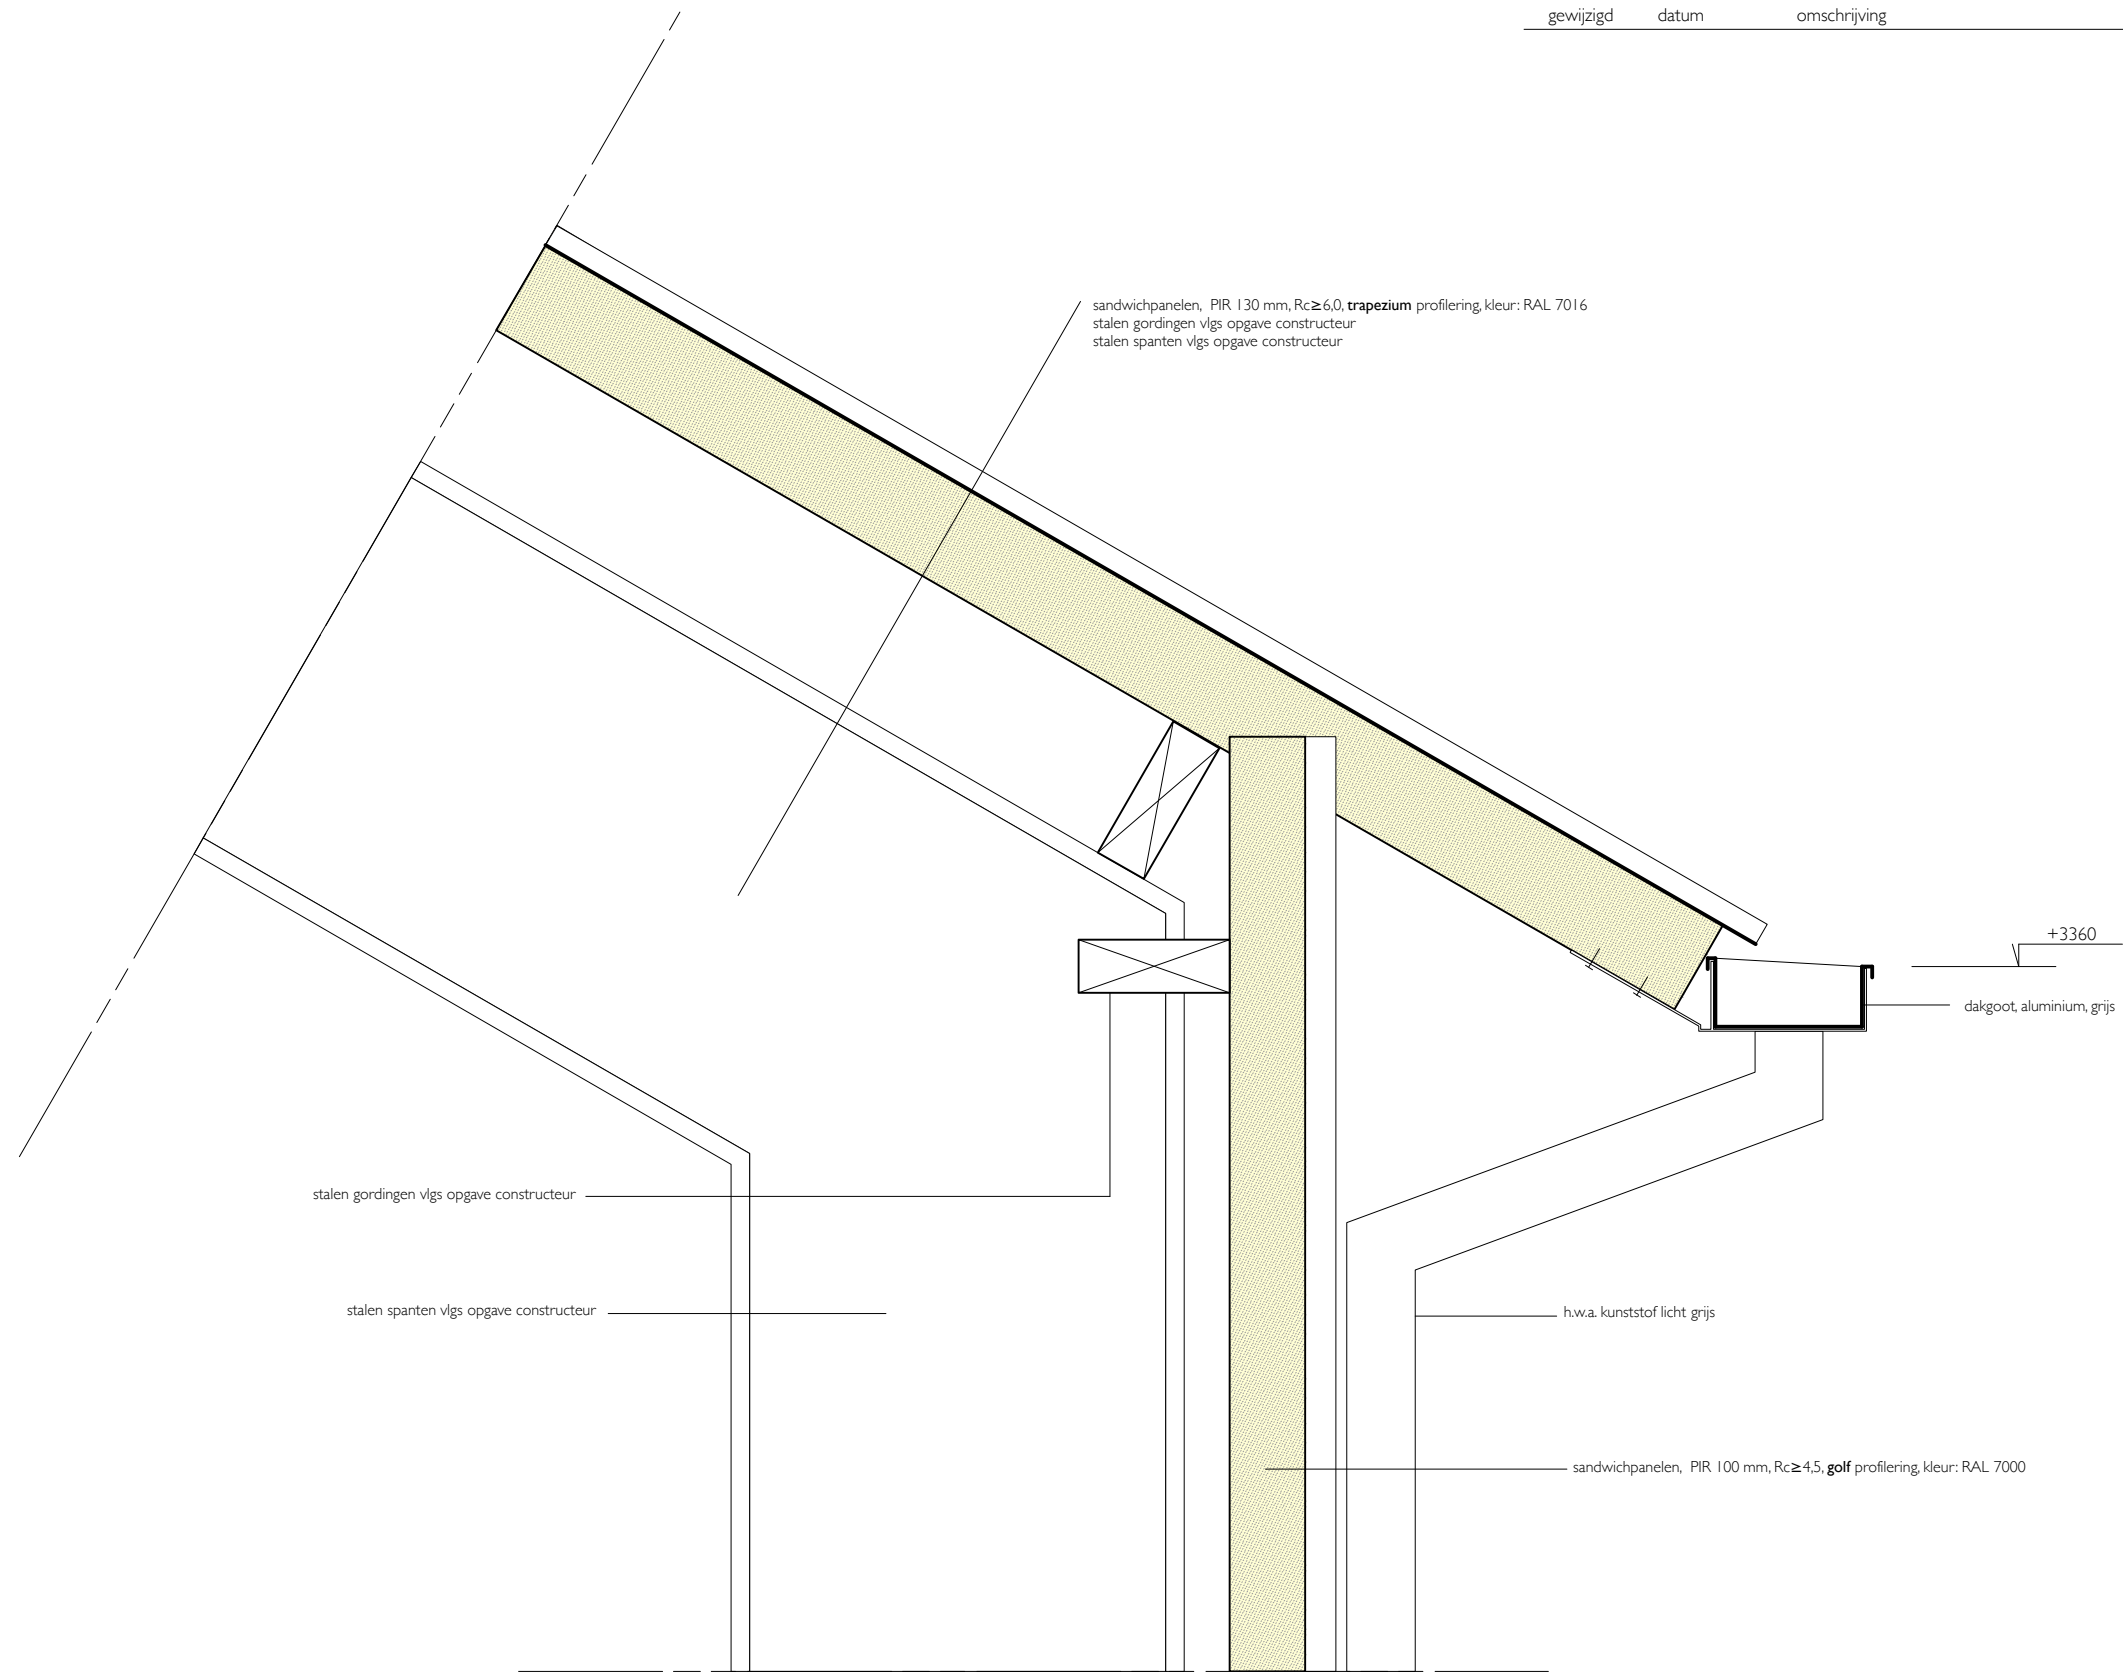 gewijzigd datum omschrijving
sandwichpanelen, PIR 130 mm, Rc≥6,0, trapezium profilering, kleur: RAL 7016
stalen gordingen vlgs opgave constructeur
stalen spanten vlgs opgave constructeur
+3360
dakgoot, aluminium, grijs
stalen gordingen vlgs opgave constructeur
stalen spanten vlgs opgave constructeur
h.w.a. kunststof licht grijs
sandwichpanelen, PIR 100 mm, Rc≥4,5, golf profilering, kleur: RAL 7000